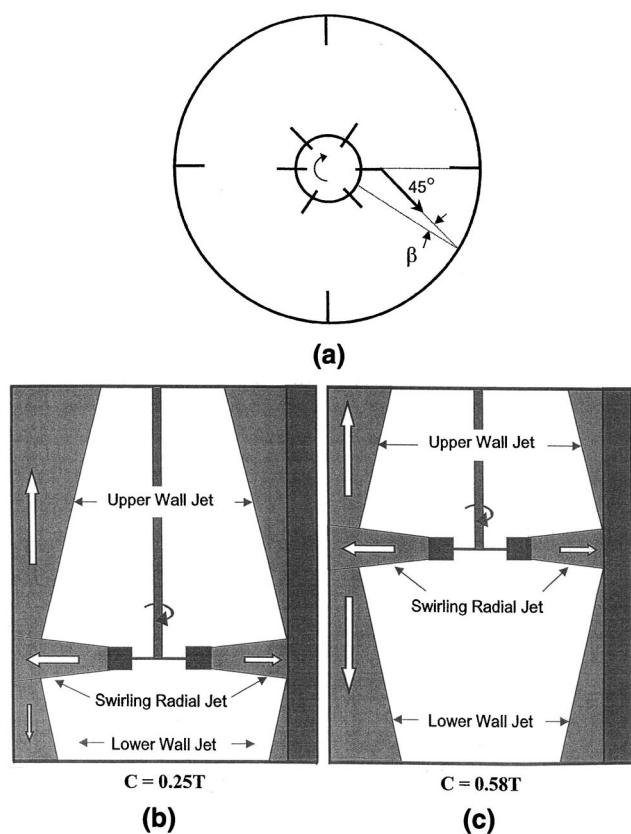 45°
β
(a)
Upper Wall Jet
Swirling Radial Jet
Lower Wall Jet
C = 0.25T
(b)
Upper Wall Jet
Swirling Radial Jet
Lower Wall Jet
C = 0.58T
(c)